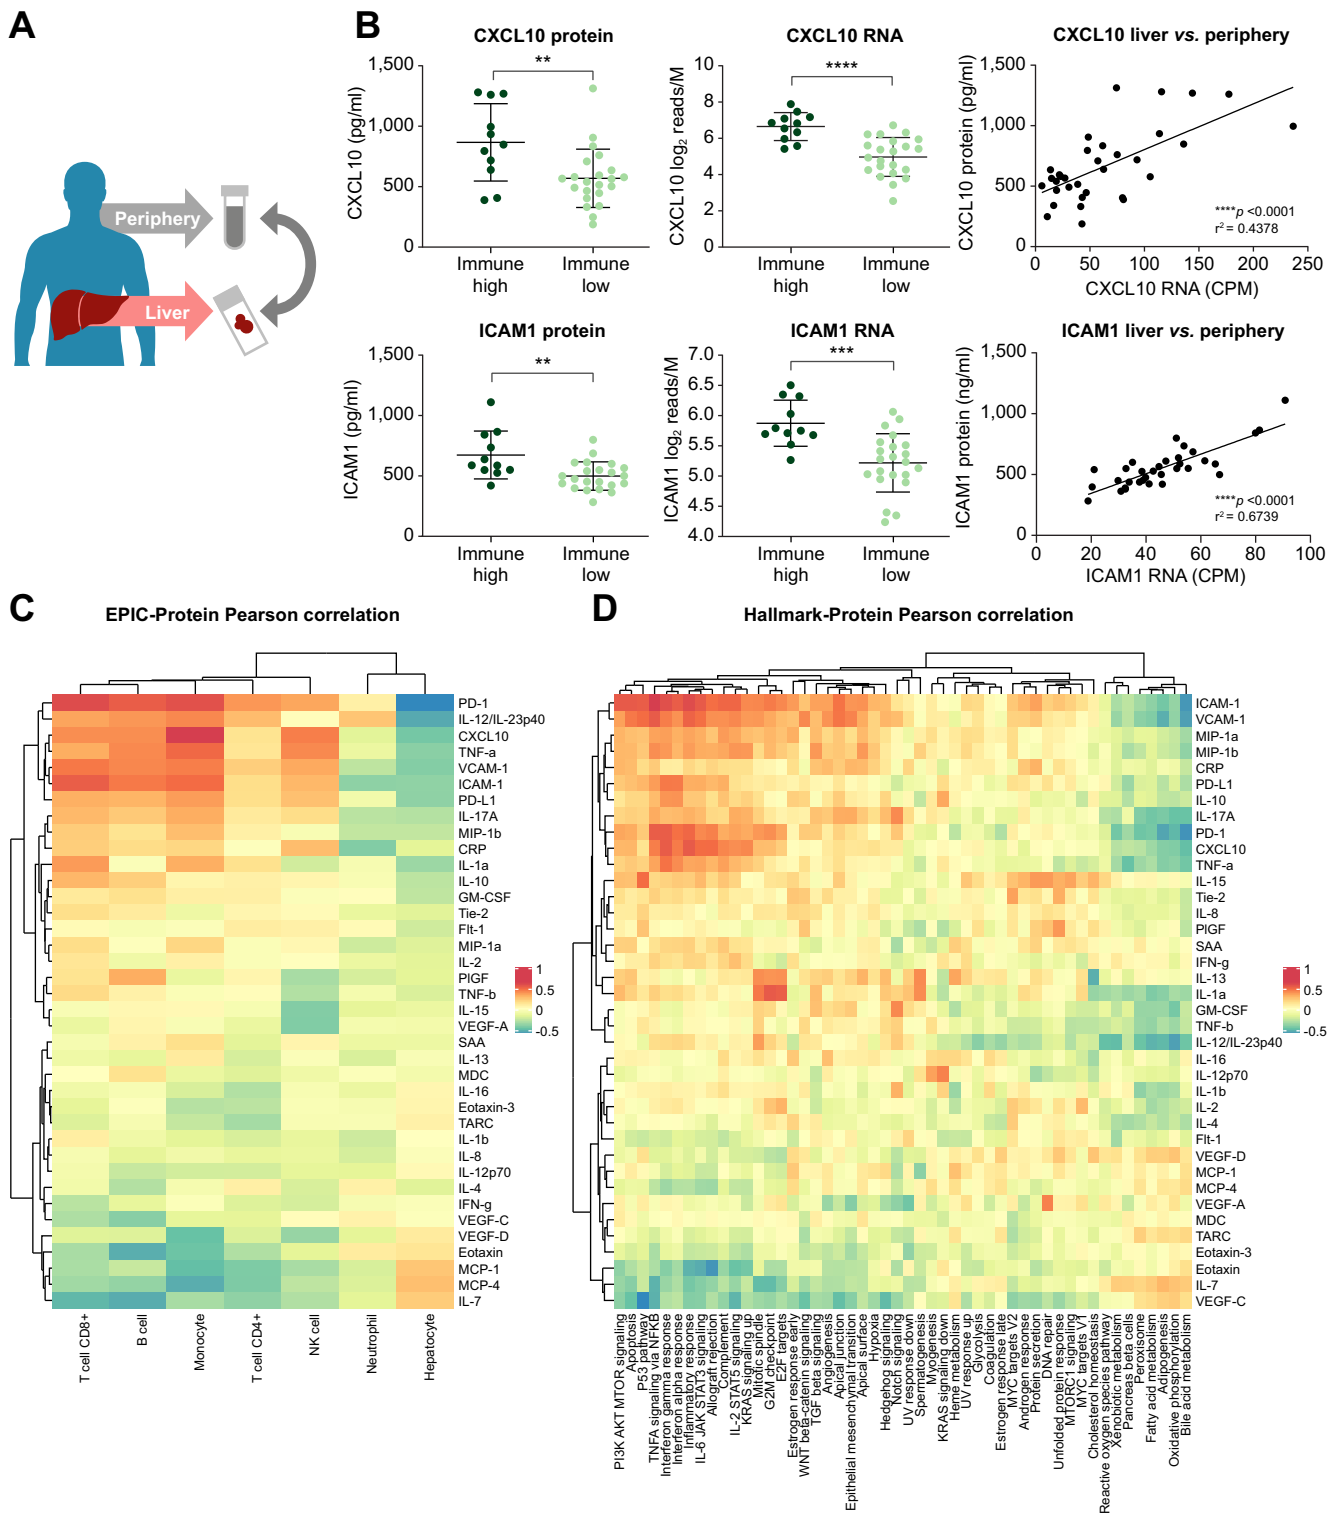 A
Periphery
Liver
B
CXCL10 protein
CXCL10 (pg/ml)
1,500
1,000
500
0
**
Immune
high
Immune
low
CXCL10 RNA
CXCL10 log2 reads/M
10
8
6
4
2
0
****
Immune
high
Immune
low
CXCL10 liver vs. periphery
CXCL10 protein (pg/ml)
1,500
1,000
500
0
****p <0.0001
r2 = 0.4378
0 50 100 150 200 250
CXCL10 RNA (CPM)
ICAM1 protein
ICAM1 (pg/ml)
1,500
1,000
500
0
**
Immune
high
Immune
low
ICAM1 RNA
ICAM1 log2 reads/M
7.0
6.5
6.0
5.5
5.0
4.5
4.0
***
Immune
high
Immune
low
ICAM1 liver vs. periphery
ICAM1 protein (ng/ml)
1,500
1,000
500
0
****p <0.0001
r2 = 0.6739
0 20 40 60 80 100
ICAM1 RNA (CPM)
C
EPIC-Protein Pearson correlation
PD-1
IL-12/IL-23p40
CXCL10
TNF-a
VCAM-1
ICAM-1
PD-L1
IL-17A
MIP-1b
CRP
IL-1a
IL-10
GM-CSF
Tie-2
Flt-1
MIP-1a
IL-2
PlGF
TNF-b
IL-15
VEGF-A
SAA
IL-13
MDC
IL-16
Eotaxin-3
TARC
IL-1b
IL-8
IL-12p70
IL-4
IFN-g
VEGF-C
VEGF-D
Eotaxin
MCP-1
MCP-4
IL-7
1
0.5
0
-0.5
T cell CD8+
B cell
Monocyte
T cell CD4+
NK cell
Neutrophil
Hepatocyte
D
Hallmark-Protein Pearson correlation
ICAM-1
VCAM-1
MIP-1a
MIP-1b
CRP
PD-L1
IL-10
IL-17A
PD-1
CXCL10
TNF-a
IL-15
Tie-2
IL-8
PlGF
SAA
IFN-g
IL-13
IL-1a
GM-CSF
TNF-b
IL-12/IL-23p40
IL-16
IL-12p70
IL-1b
IL-2
IL-4
Flt-1
VEGF-D
MCP-1
MCP-4
VEGF-A
MDC
TARC
Eotaxin-3
Eotaxin
IL-7
VEGF-C
1
0.5
0
-0.5
PI3K AKT MTOR signaling
Apoptosis
P53 pathway
TNFA signaling via NFKB
Interferon gamma response
Interferon alpha response
Inflammatory response
IL-6 JAK STAT3 signaling
Allograft rejection
Complement
IL-2 STAT5 signaling
KRAS signaling up
Mitotic spindle
G2M checkpoint
E2F targets
Estrogen response early
WNT beta-catenin signaling
TGF beta signaling
Angiogenesis
Apical junction
Epithelial mesenchymal transition
Apical surface
Hypoxia
Hedgehog signaling
Notch signaling
UV response down
Spermatogenesis
Myogenesis
KRAS signaling down
Heme metabolism
UV response up
Glycolysis
Coagulation
Estrogen response late
MYC targets V2
Androgen response
Protein secretion
DNA repair
Unfolded protein response
MTORC1 signaling
MYC targets V1
Cholesterol homeostasis
Reactive oxygen species pathway
Xenobiotic metabolism
Pancreas beta cells
Peroxisome
Fatty acid metabolism
Adipogenesis
Oxidative phosphorylation
Bile acid metabolism